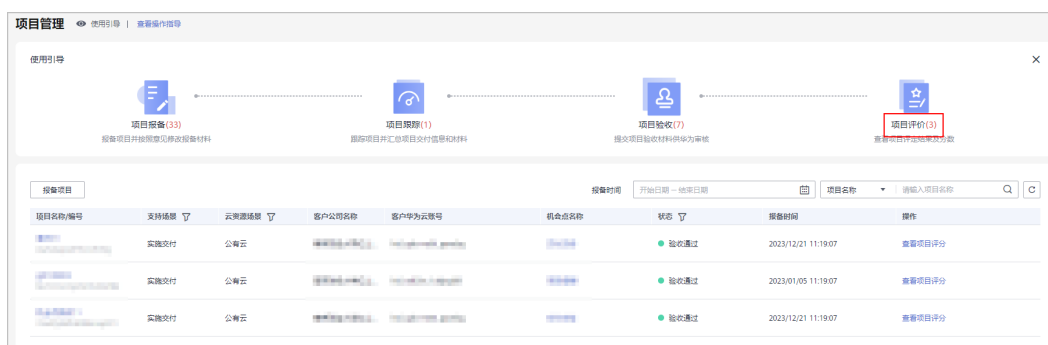 项目管理 使用引导 | 查看操作指导
使用引导
项目报备(33) 项目跟踪(1) 项目验收(7) 项目评价(3)
报备项目并按照意见修改报备材料 跟踪项目并汇总项目交付信息和材料 提交项目验收材料供华为审核 查看项目评定结果及分数
报备项目 报备时间 开始日期 – 结束日期 项目名称 请输入项目名称
项目名称/编号 支持场景 云资源场景 客户公司名称 客户华为云账号 机会点名称 状态 报备时间 操作
实施交付 公有云 验收通过 2023/12/21 11:19:07 查看项目评分
实施交付 公有云 验收通过 2023/01/05 11:19:07 查看项目评分
实施交付 公有云 验收通过 2023/12/21 11:19:07 查看项目评分